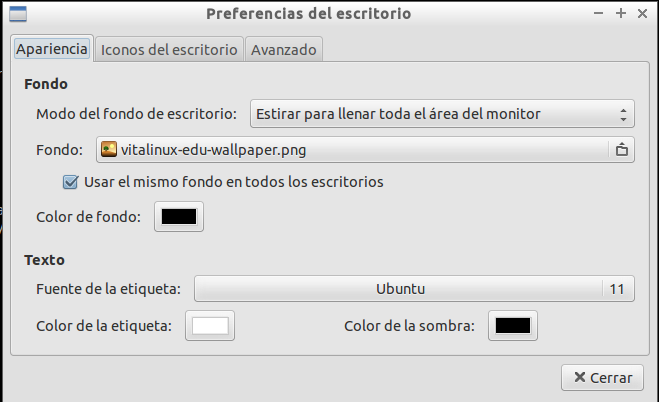 Preferencias del escritorio
Apariencia Iconos del escritorio Avanzado
Fondo
Modo del fondo de escritorio: Estirar para llenar toda el área del monitor
Fondo: vitalinux-edu-wallpaper.png
Usar el mismo fondo en todos los escritorios
Color de fondo:
Texto
Fuente de la etiqueta: Ubuntu 11
Color de la etiqueta: Color de la sombra:
Cerrar